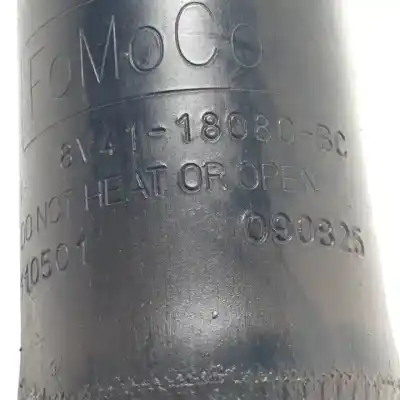 FoMoCo
8V41-18080-BC
DO NOT HEAT OR OPEN
10501 090325